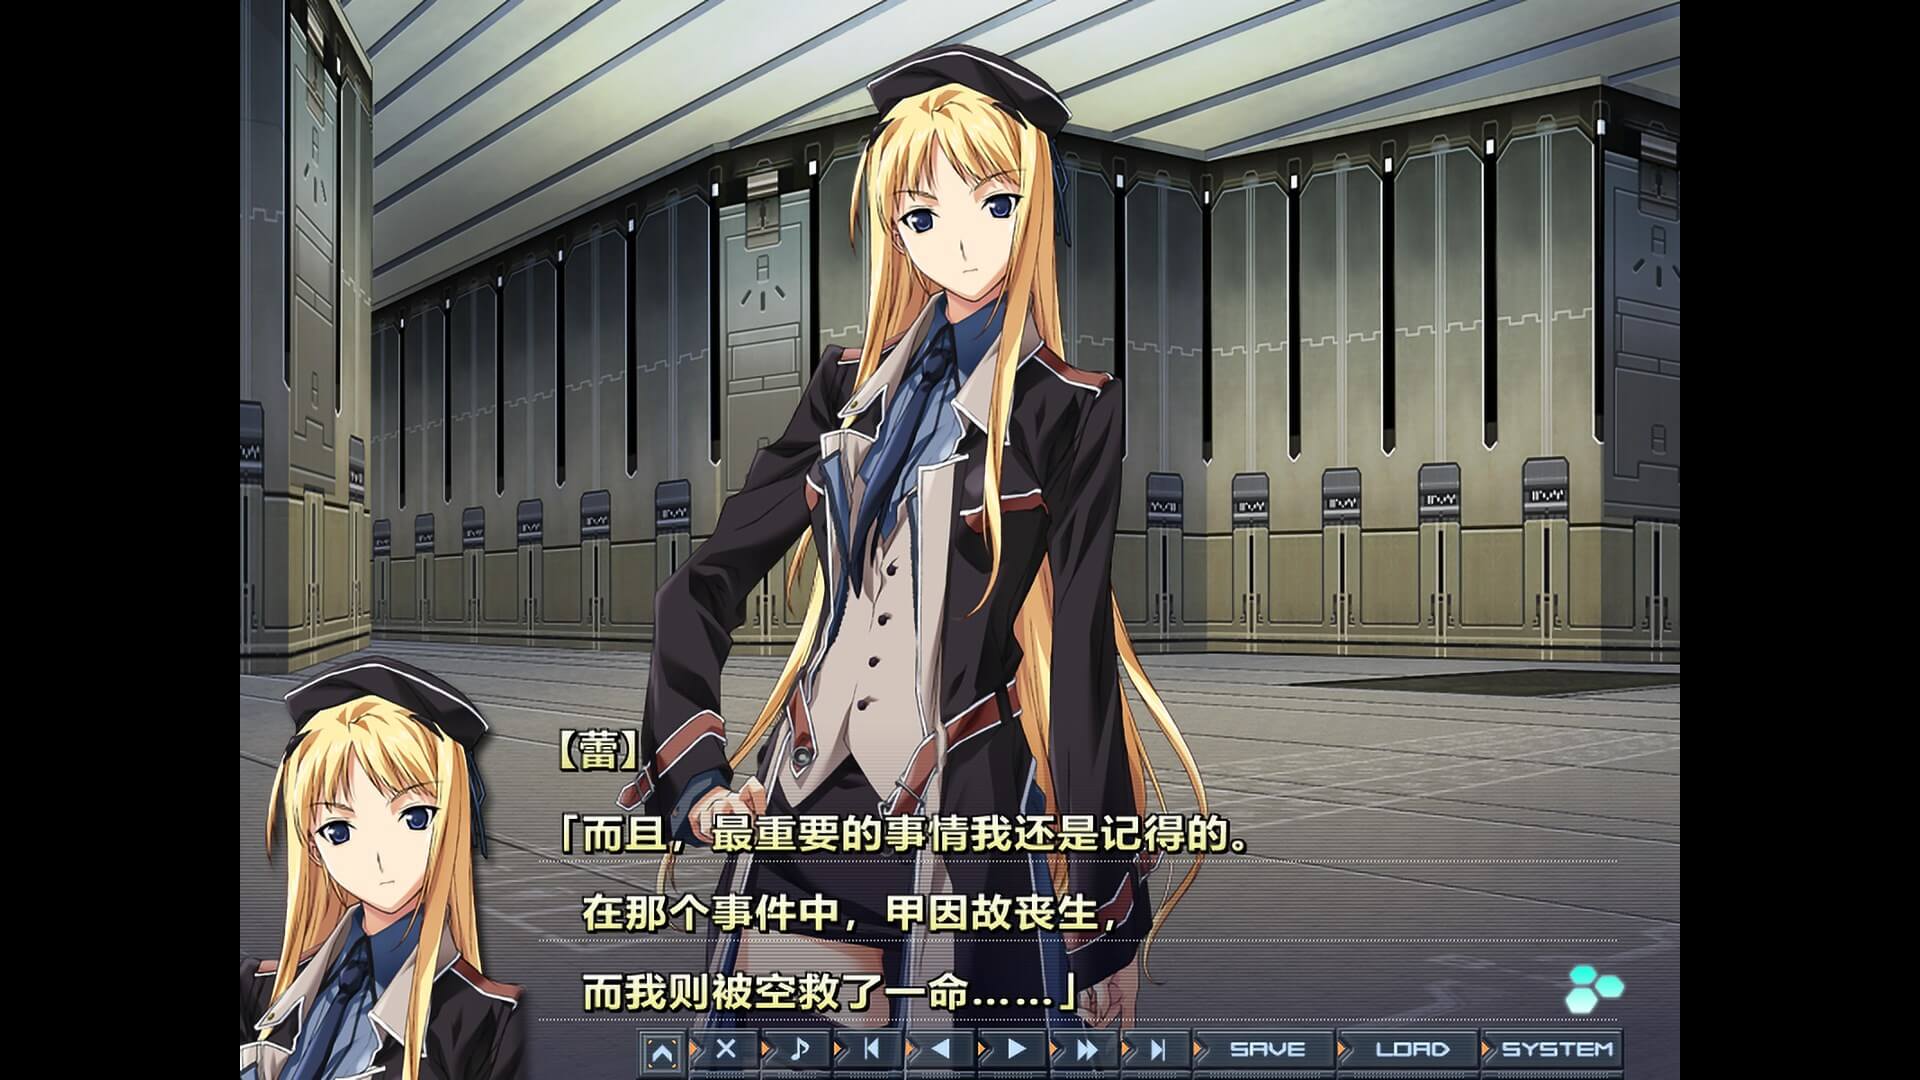 【蕾】
「而且，最重要的事情我还是记得的。
在那个事件中，甲因故丧生，
而我则被空救了一命……」
SAVE LOAD SYSTEM